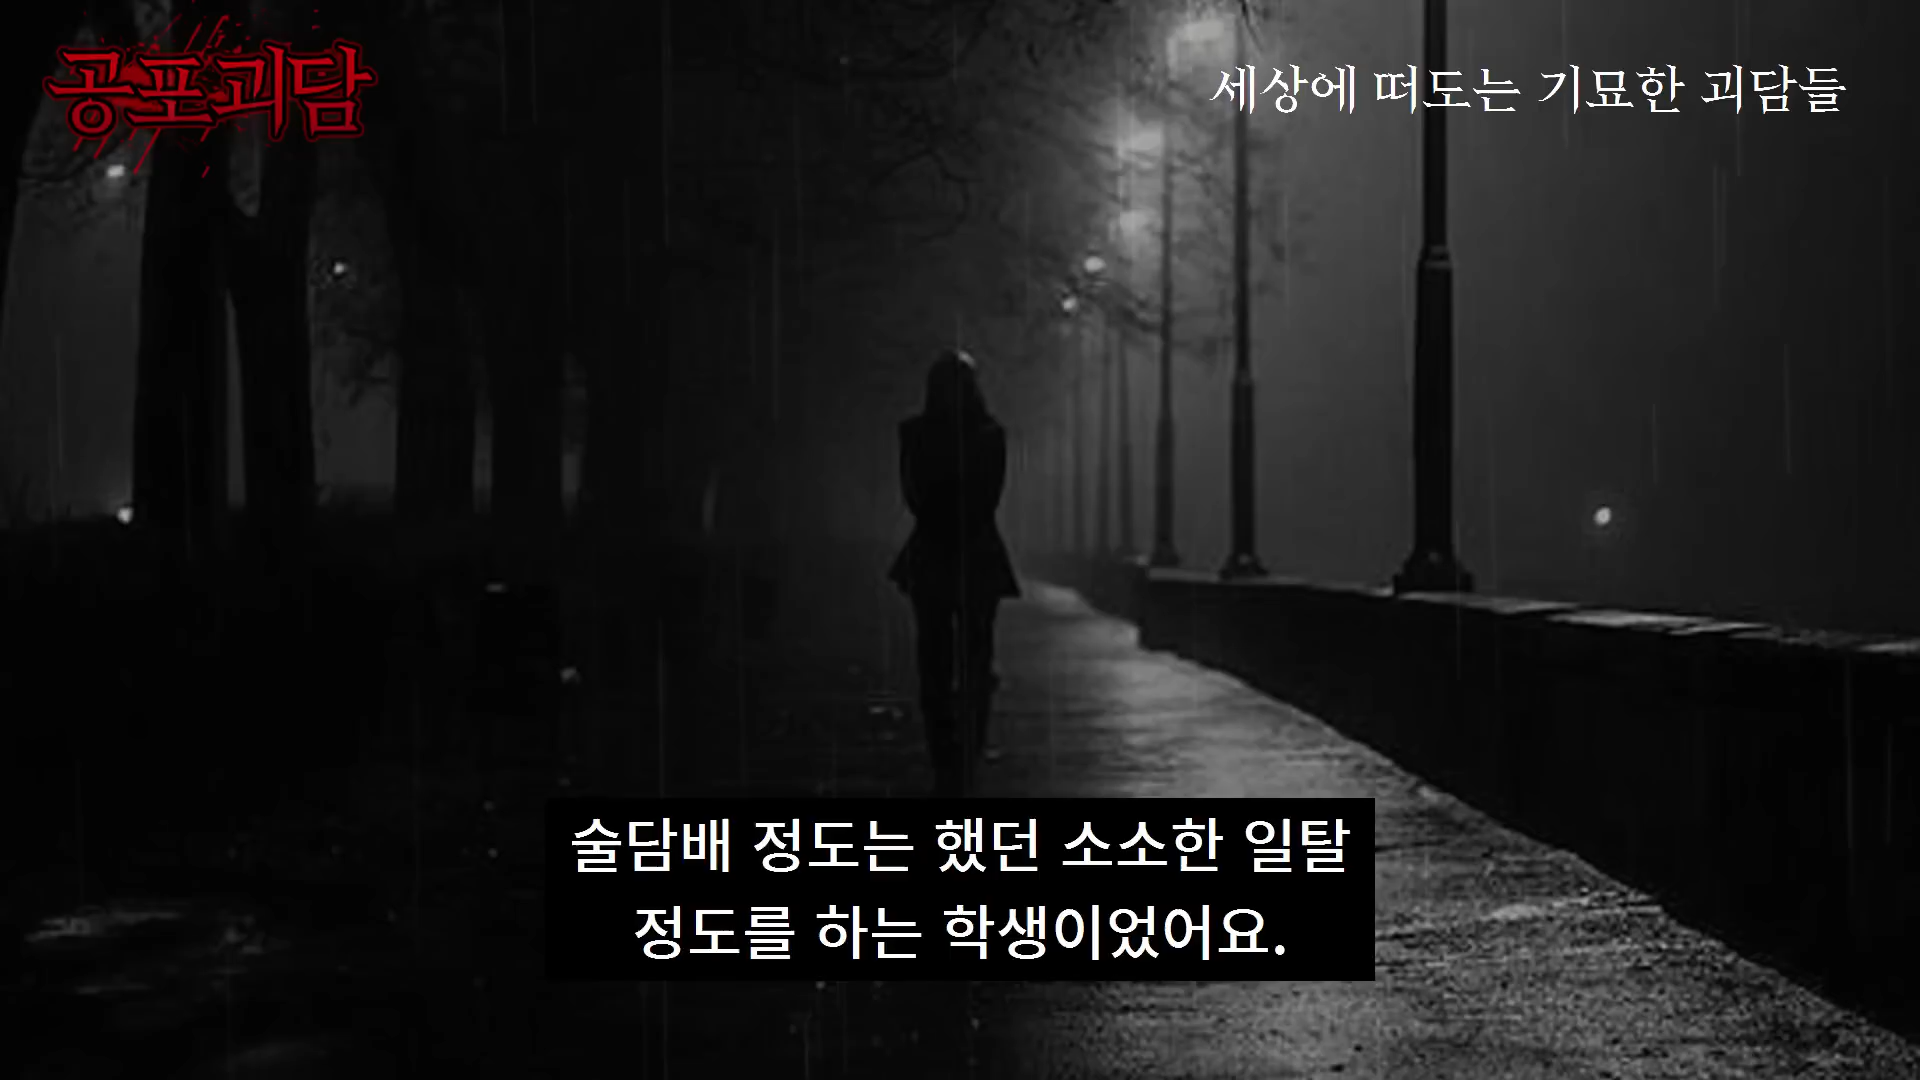 공포괴담
세상에 떠도는 기묘한 괴담들
술담배 정도는 했던 소소한 일탈
정도를 하는 학생이었어요.